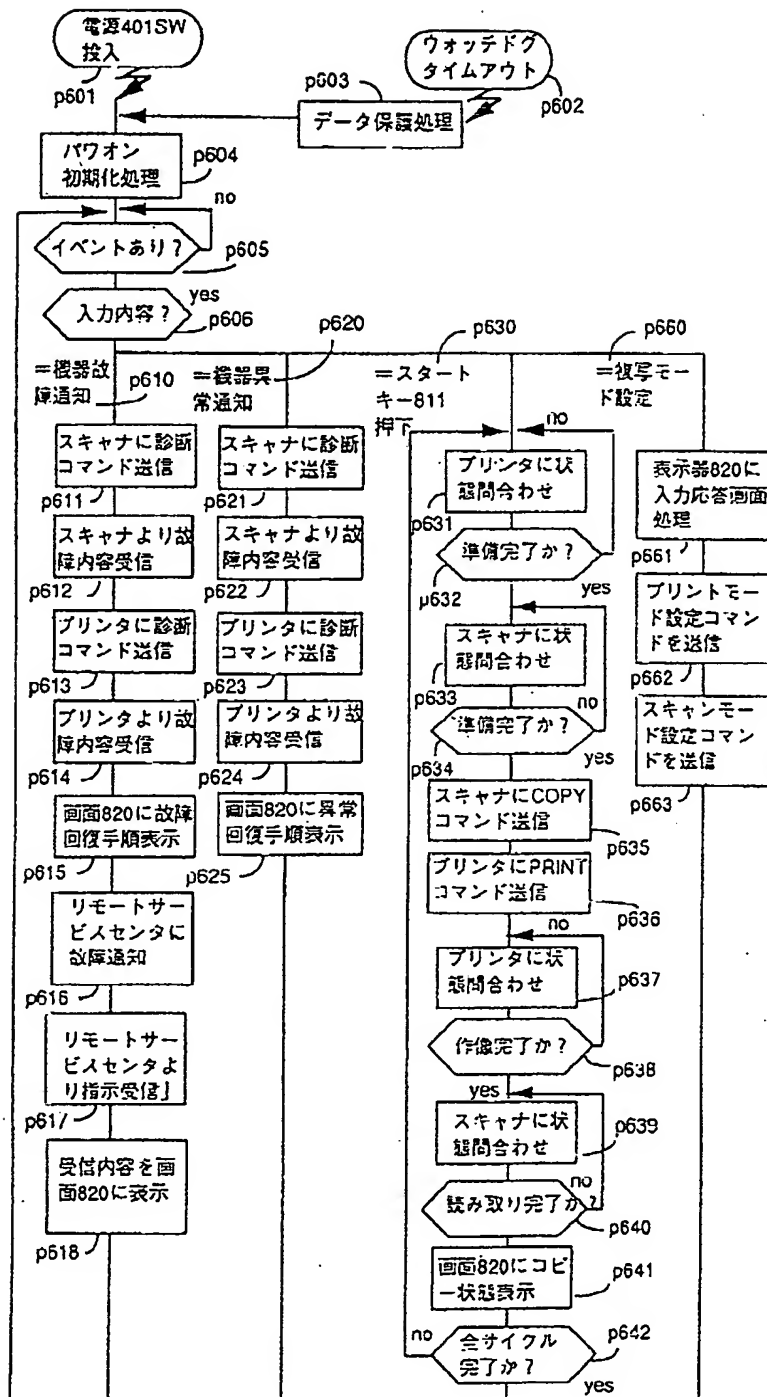 電源401SW
投入
p601
ウォッチドグ
タイムアウト
p602
p603
データ保護処理
パワオン
初期化処理
p604
no
イベントあり?
p605
yes
入力内容?
p606
=機器故
障通知
p610
スキャナに診断
コマンド送信
p611
スキャナより故
障内容受信
p612
プリンタに診断
コマンド送信
p613
プリンタより故
障内容受信
p614
画面820に故障
回復手順表示
p615
リモートサー
ビスセンタに
故障通知
p616
リモートサー
ビスセンタよ
り指示受信」
p617
受信内容を画
面820に表示
p618
p620
=機器異
常通知
スキャナに診断
コマンド送信
p621
スキャナより故
障内容受信
p622
プリンタに診断
コマンド送信
p623
プリンタより故
障内容受信
p624
画面820に異常
回復手順表示
p625
p630
=スタート
キー811
押下
no
プリンタに状
態問合わせ
p631
準備完了か?
p632
yes
スキャナに状
態問合わせ
p633
no
準備完了か?
p634
yes
スキャナにCOPY
コマンド送信
p635
プリンタにPRINT
コマンド送信
p636
no
プリンタに状
態問合わせ
p637
作像完了か?
p638
yes
スキャナに状
態問合わせ
p639
no
読み取り完了か?
p640
画面820にコピ
ー状態表示
p641
no
全サイクル
完了か?
p642
yes
p660
=複写モー
ド設定
表示器820に
入力応答画面
処理
p661
プリントモー
ド設定コマン
ドを送信
p662
スキャンモー
ド設定コマン
ドを送信
p663